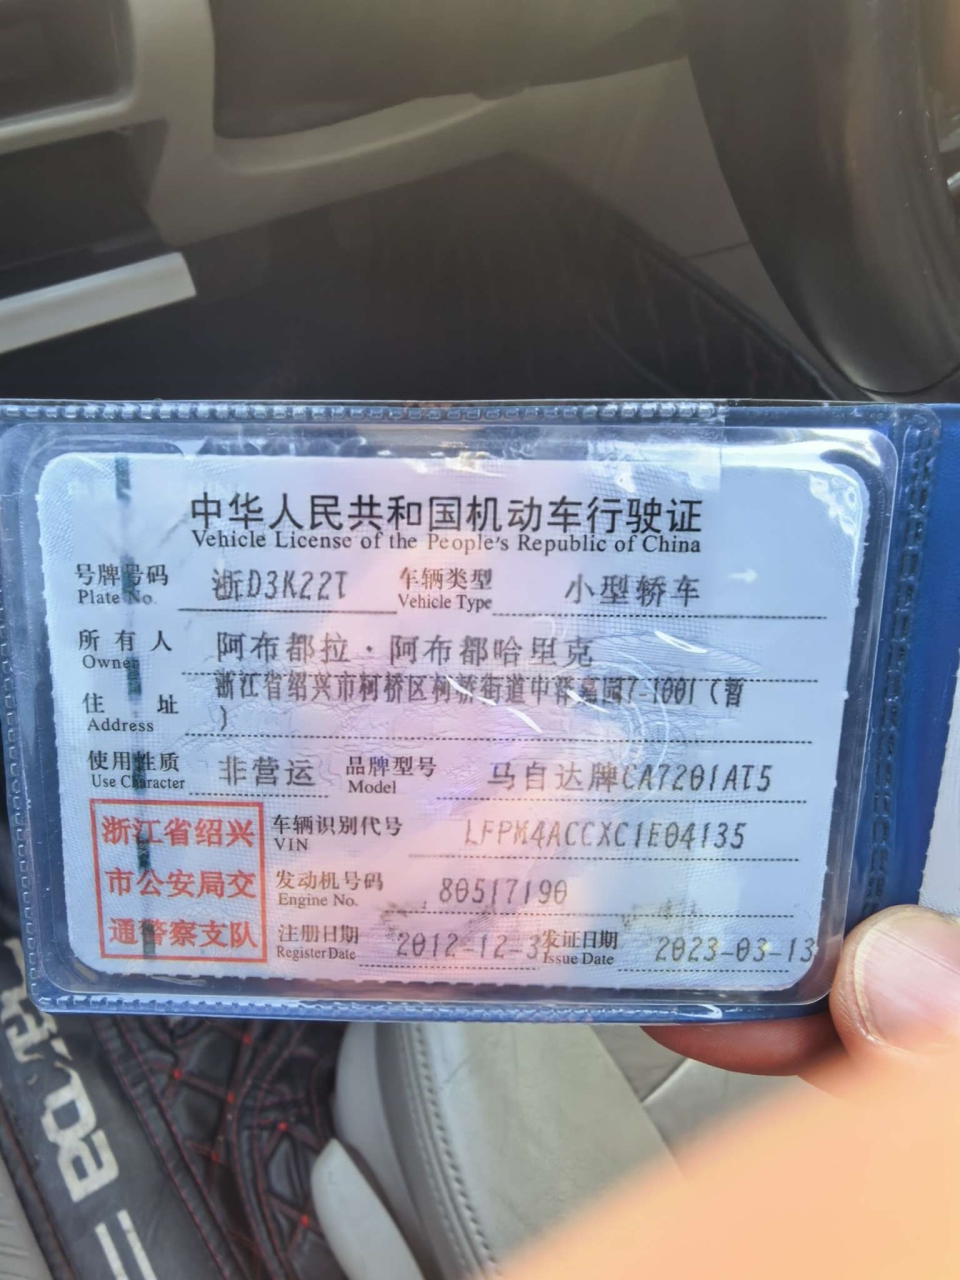 中华人民共和国机动车行驶证
Vehicle License of the People's Republic of China
号牌号码 浙D3K22T 车辆类型 小型轿车
Plate No. Vehicle Type
所有人 阿布都拉·阿布都哈里克
Owner
浙江省绍兴市柯桥区柯桥街道中 嘉园7-1001（暂
住址 ）
Address
使用性质 非营运 品牌型号 马自达牌CA7201AT5
Use Character Model
浙江省绍兴 车辆识别代号 LFPM4ACCXC1E04135
VIN
市公安局交 发动机号码 80517190
Engine No.
通警察支队 注册日期 2012-12-3 发证日期 2023-03-13
Register Date Issue Date